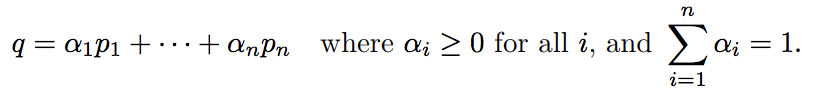 q = α₁p₁ + ⋯ + αₙpₙ where αᵢ ≥ 0 for all i, and ∑ᵢ₌₁ⁿ αᵢ = 1.